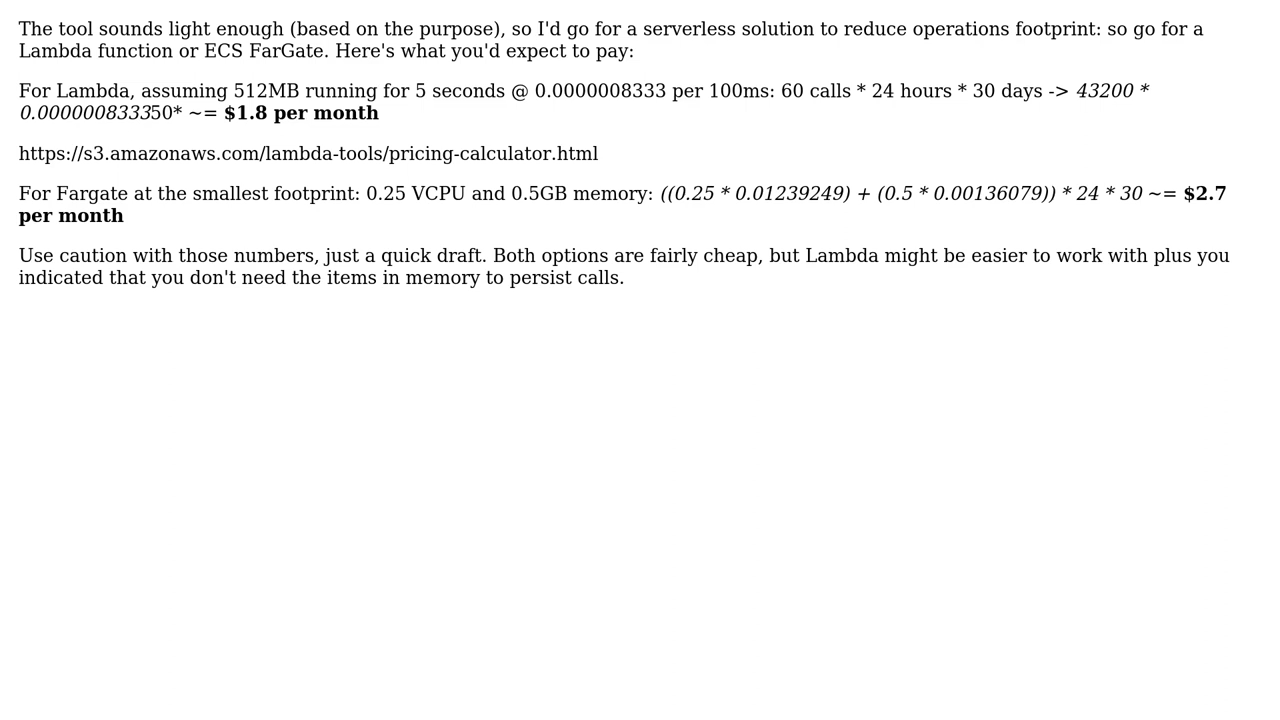 The tool sounds light enough (based on the purpose), so I'd go for a serverless solution to reduce operations footprint: so go for a
Lambda function or ECS FarGate. Here's what you'd expect to pay:
For Lambda, assuming 512MB running for 5 seconds @ 0.0000008333 per 100ms: 60 calls * 24 hours * 30 days -> 43200 *
0.000000833350* ~= $1.8 per month
https://s3.amazonaws.com/lambda-tools/pricing-calculator.html
For Fargate at the smallest footprint: 0.25 VCPU and 0.5GB memory: ((0.25 * 0.01239249) + (0.5 * 0.00136079)) * 24 * 30 ~= $2.7
per month
Use caution with those numbers, just a quick draft. Both options are fairly cheap, but Lambda might be easier to work with plus you
indicated that you don't need the items in memory to persist calls.